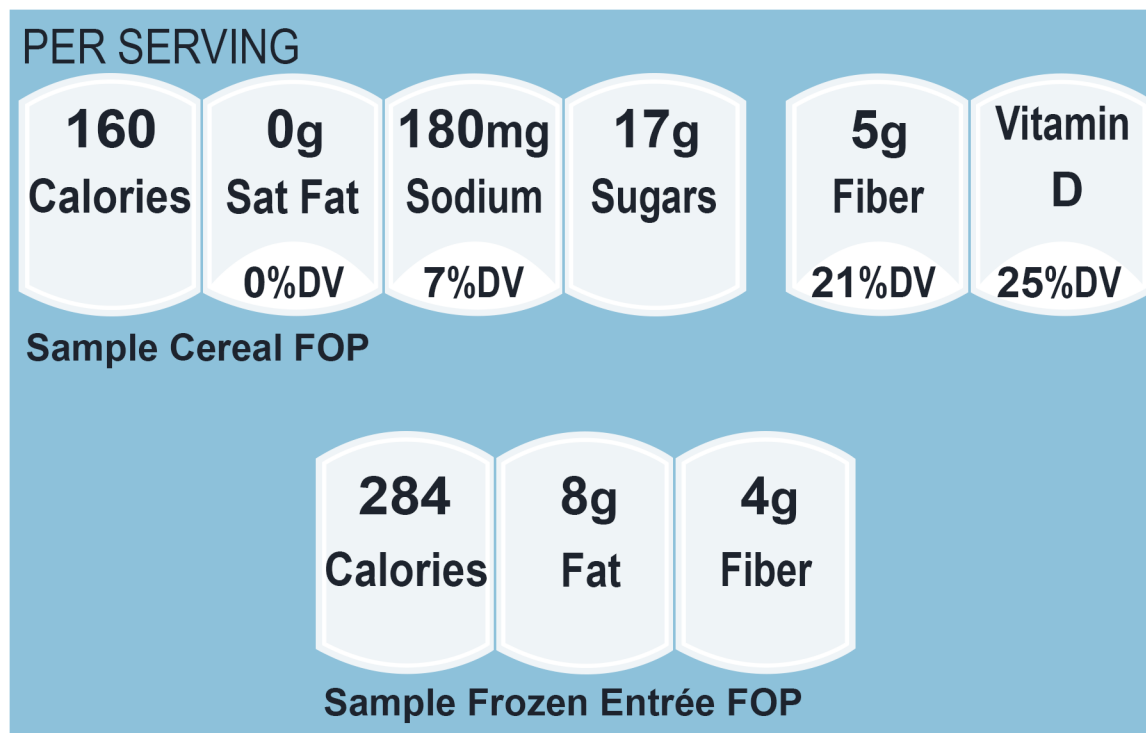 PER SERVING
160 0g 180mg 17g 5g Vitamin
Calories Sat Fat Sodium Sugars Fiber D
0%DV 7%DV 21%DV 25%DV
Sample Cereal FOP
284 8g 4g
Calories Fat Fiber
Sample Frozen Entrée FOP